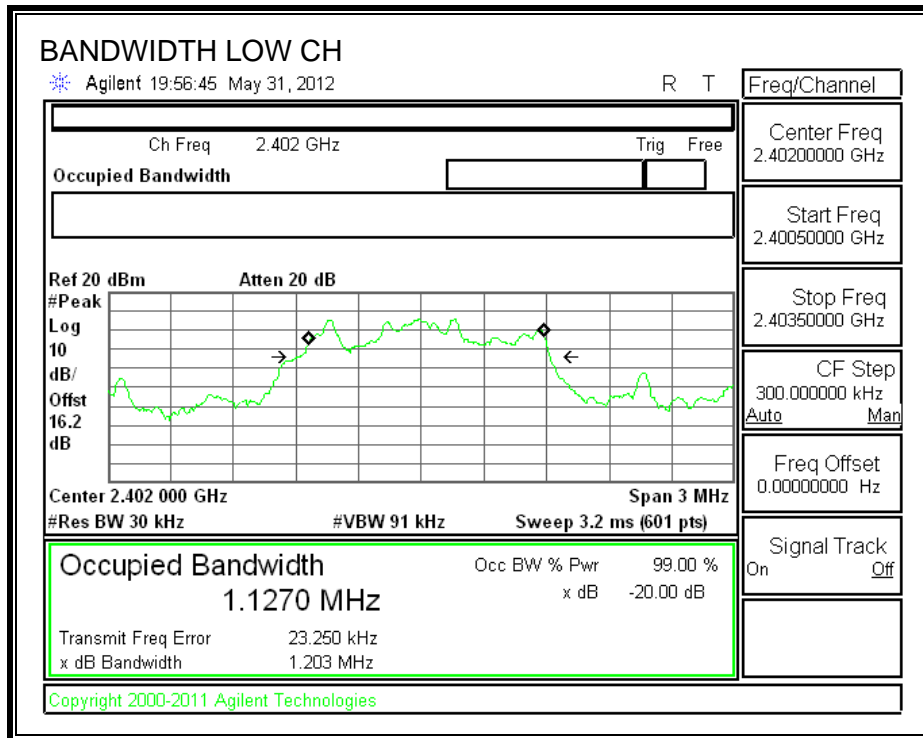 BANDWIDTH LOW CH
Agilent 19:56:45 May 31, 2012 R T
Ch Freq 2.402 GHz Trig Free
Occupied Bandwidth
Ref 20 dBm Atten 20 dB
#Peak
Log
10
dB/
Offst
16.2
dB
Center 2.402 000 GHz Span 3 MHz
#Res BW 30 kHz #VBW 91 kHz Sweep 3.2 ms (601 pts)
Occupied Bandwidth Occ BW % Pwr 99.00 %
1.1270 MHz x dB -20.00 dB
Transmit Freq Error 23.250 kHz
x dB Bandwidth 1.203 MHz
Copyright 2000-2011 Agilent Technologies
Freq/Channel
Center Freq
2.40200000 GHz
Start Freq
2.40050000 GHz
Stop Freq
2.40350000 GHz
CF Step
300.000000 kHz
Auto Man
Freq Offset
0.00000000 Hz
Signal Track
On Off